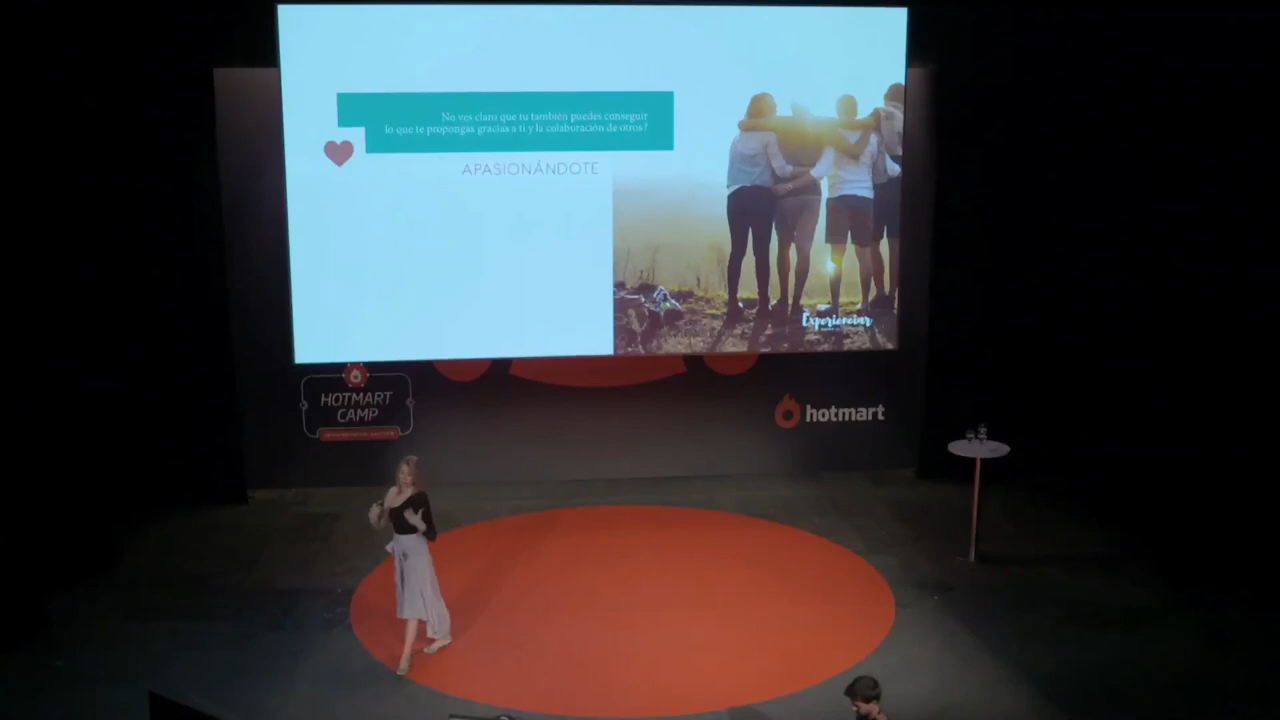 No ves claro que tu también puedes conseguir
lo que te propongas gracias a ti y la colaboración de otros?
APASIONÁNDOTE
Experienciar
HOTMART
CAMP
hotmart